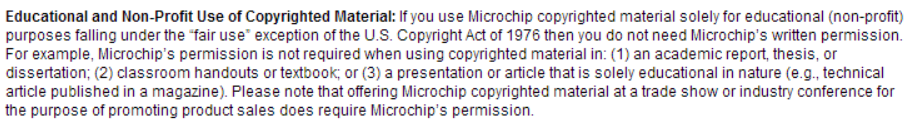 Educational and Non-Profit Use of Copyrighted Material: If you use Microchip copyrighted material solely for educational (non-profit)
purposes falling under the “fair use” exception of the U.S. Copyright Act of 1976 then you do not need Microchip’s written permission.
For example, Microchip’s permission is not required when using copyrighted material in: (1) an academic report, thesis, or
dissertation; (2) classroom handouts or textbook; or (3) a presentation or article that is solely educational in nature (e.g., technical
article published in a magazine). Please note that offering Microchip copyrighted material at a trade show or industry conference for
the purpose of promoting product sales does require Microchip’s permission.